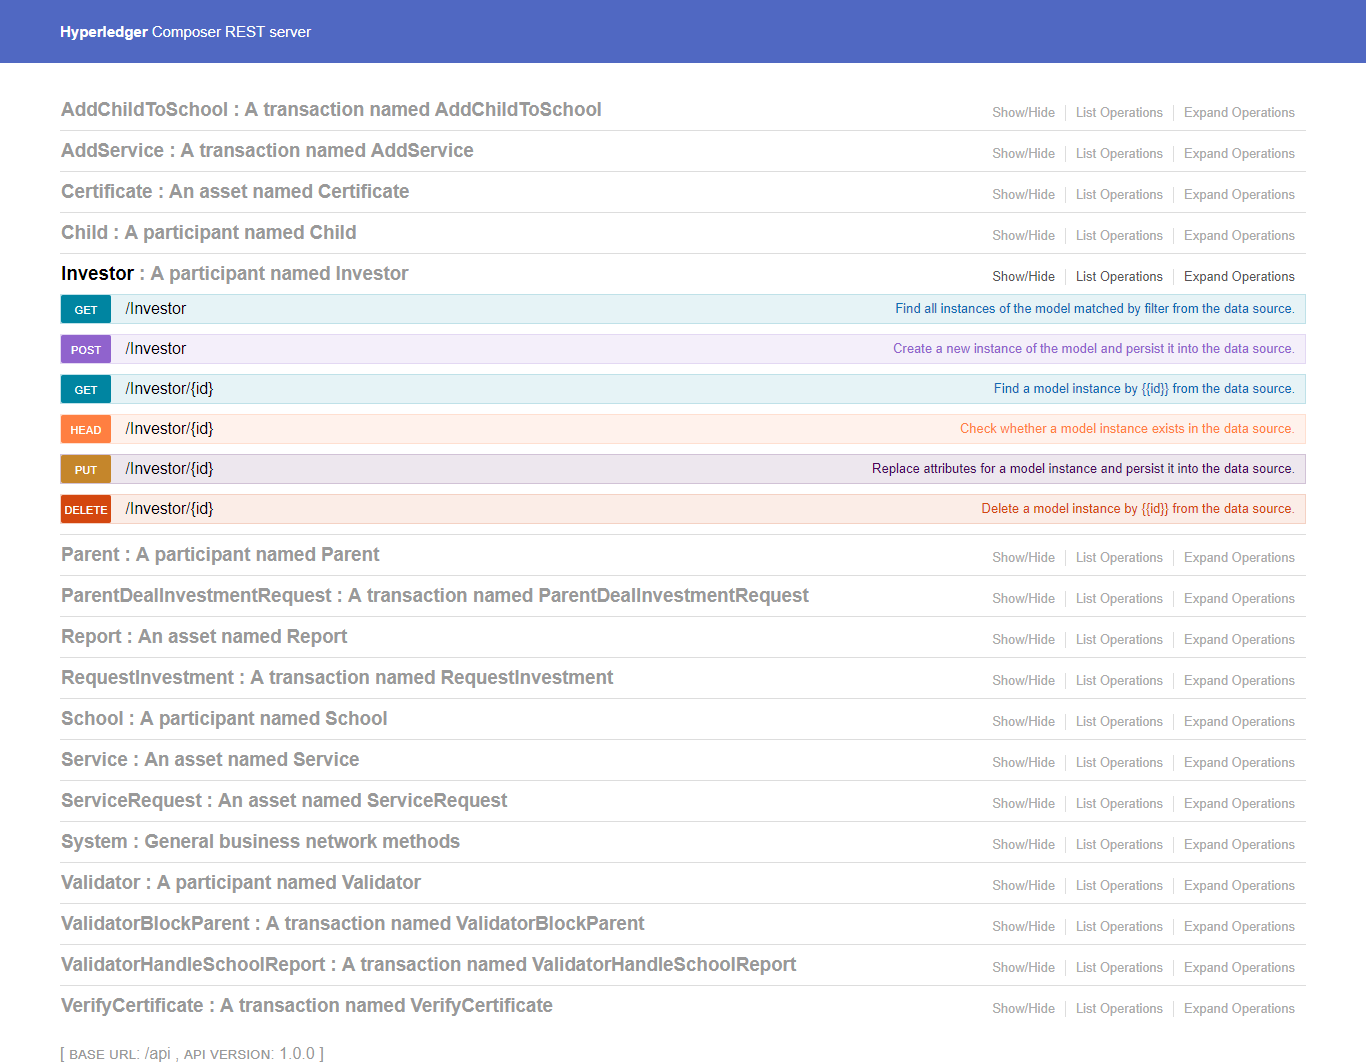 Hyperledger Composer REST server
AddChildToSchool : A transaction named AddChildToSchool Show/Hide List Operations Expand Operations
AddService : A transaction named AddService Show/Hide List Operations Expand Operations
Certificate : An asset named Certificate Show/Hide List Operations Expand Operations
Child : A participant named Child Show/Hide List Operations Expand Operations
Investor : A participant named Investor Show/Hide List Operations Expand Operations
GET /Investor Find all instances of the model matched by filter from the data source.
POST /Investor Create a new instance of the model and persist it into the data source.
GET /Investor/{id} Find a model instance by {{id}} from the data source.
HEAD /Investor/{id} Check whether a model instance exists in the data source.
PUT /Investor/{id} Replace attributes for a model instance and persist it into the data source.
DELETE /Investor/{id} Delete a model instance by {{id}} from the data source.
Parent : A participant named Parent Show/Hide List Operations Expand Operations
ParentDealInvestmentRequest : A transaction named ParentDealInvestmentRequest Show/Hide List Operations Expand Operations
Report : An asset named Report Show/Hide List Operations Expand Operations
RequestInvestment : A transaction named RequestInvestment Show/Hide List Operations Expand Operations
School : A participant named School Show/Hide List Operations Expand Operations
Service : An asset named Service Show/Hide List Operations Expand Operations
ServiceRequest : An asset named ServiceRequest Show/Hide List Operations Expand Operations
System : General business network methods Show/Hide List Operations Expand Operations
Validator : A participant named Validator Show/Hide List Operations Expand Operations
ValidatorBlockParent : A transaction named ValidatorBlockParent Show/Hide List Operations Expand Operations
ValidatorHandleSchoolReport : A transaction named ValidatorHandleSchoolReport Show/Hide List Operations Expand Operations
VerifyCertificate : A transaction named VerifyCertificate Show/Hide List Operations Expand Operations
[ BASE URL: /api , API VERSION: 1.0.0 ]